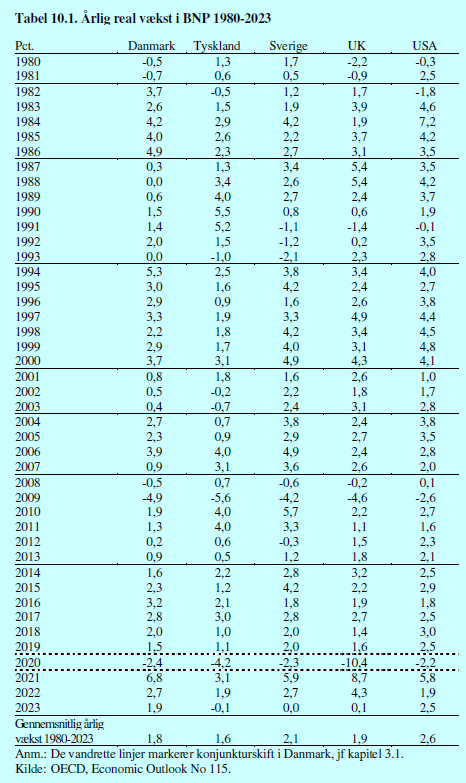 Tabel 10.1. Årlig real vækst i BNP 1980-2023
Pct. Danmark Tyskland Sverige UK USA
1980 -0,5 1,3 1,7 -2,2 -0,3
1981 -0,7 0,6 0,5 -0,9 2,5
1982 3,7 -0,5 1,2 1,7 -1,8
1983 2,6 1,5 1,9 3,9 4,6
1984 4,2 2,9 4,2 1,9 7,2
1985 4,0 2,6 2,2 3,7 4,2
1986 4,9 2,3 2,7 3,1 3,5
1987 0,3 1,3 3,4 5,4 3,5
1988 0,0 3,4 2,6 5,4 4,2
1989 0,6 4,0 2,7 2,4 3,7
1990 1,5 5,5 0,8 0,6 1,9
1991 1,4 5,2 -1,1 -1,4 -0,1
1992 2,0 1,5 -1,2 0,2 3,5
1993 0,0 -1,0 -2,1 2,3 2,8
1994 5,3 2,5 3,8 3,4 4,0
1995 3,0 1,6 4,2 2,4 2,7
1996 2,9 0,9 1,6 2,6 3,8
1997 3,3 1,9 3,3 4,9 4,4
1998 2,2 1,8 4,2 3,4 4,5
1999 2,9 1,7 4,0 3,1 4,8
2000 3,7 3,1 4,9 4,3 4,1
2001 0,8 1,8 1,6 2,6 1,0
2002 0,5 -0,2 2,2 1,8 1,7
2003 0,4 -0,7 2,4 3,1 2,8
2004 2,7 0,7 3,8 2,4 3,8
2005 2,3 0,9 2,9 2,7 3,5
2006 3,9 4,0 4,9 2,4 2,8
2007 0,9 3,1 3,6 2,6 2,0
2008 -0,5 0,7 -0,6 -0,2 0,1
2009 -4,9 -5,6 -4,2 -4,6 -2,6
2010 1,9 4,0 5,7 2,2 2,7
2011 1,3 4,0 3,3 1,1 1,6
2012 0,2 0,6 -0,3 1,5 2,3
2013 0,9 0,5 1,2 1,8 2,1
2014 1,6 2,2 2,8 3,2 2,5
2015 2,3 1,2 4,2 2,2 2,9
2016 3,2 2,1 1,8 1,9 1,8
2017 2,8 3,0 2,8 2,7 2,5
2018 2,0 1,0 2,0 1,4 3,0
2019 1,5 1,1 2,0 1,6 2,5
2020 -2,4 -4,2 -2,3 -10,4 -2,2
2021 6,8 3,1 5,9 8,7 5,8
2022 2,7 1,9 2,7 4,3 1,9
2023 1,9 -0,1 0,0 0,1 2,5
Gennemsnitlig årlig
vækst 1980-2023 1,8 1,6 2,1 1,9 2,6
Anm.: De vandrette linjer markerer konjunkturskift i Danmark, jf kapitel 3.1.
Kilde: OECD, Economic Outlook No 115.